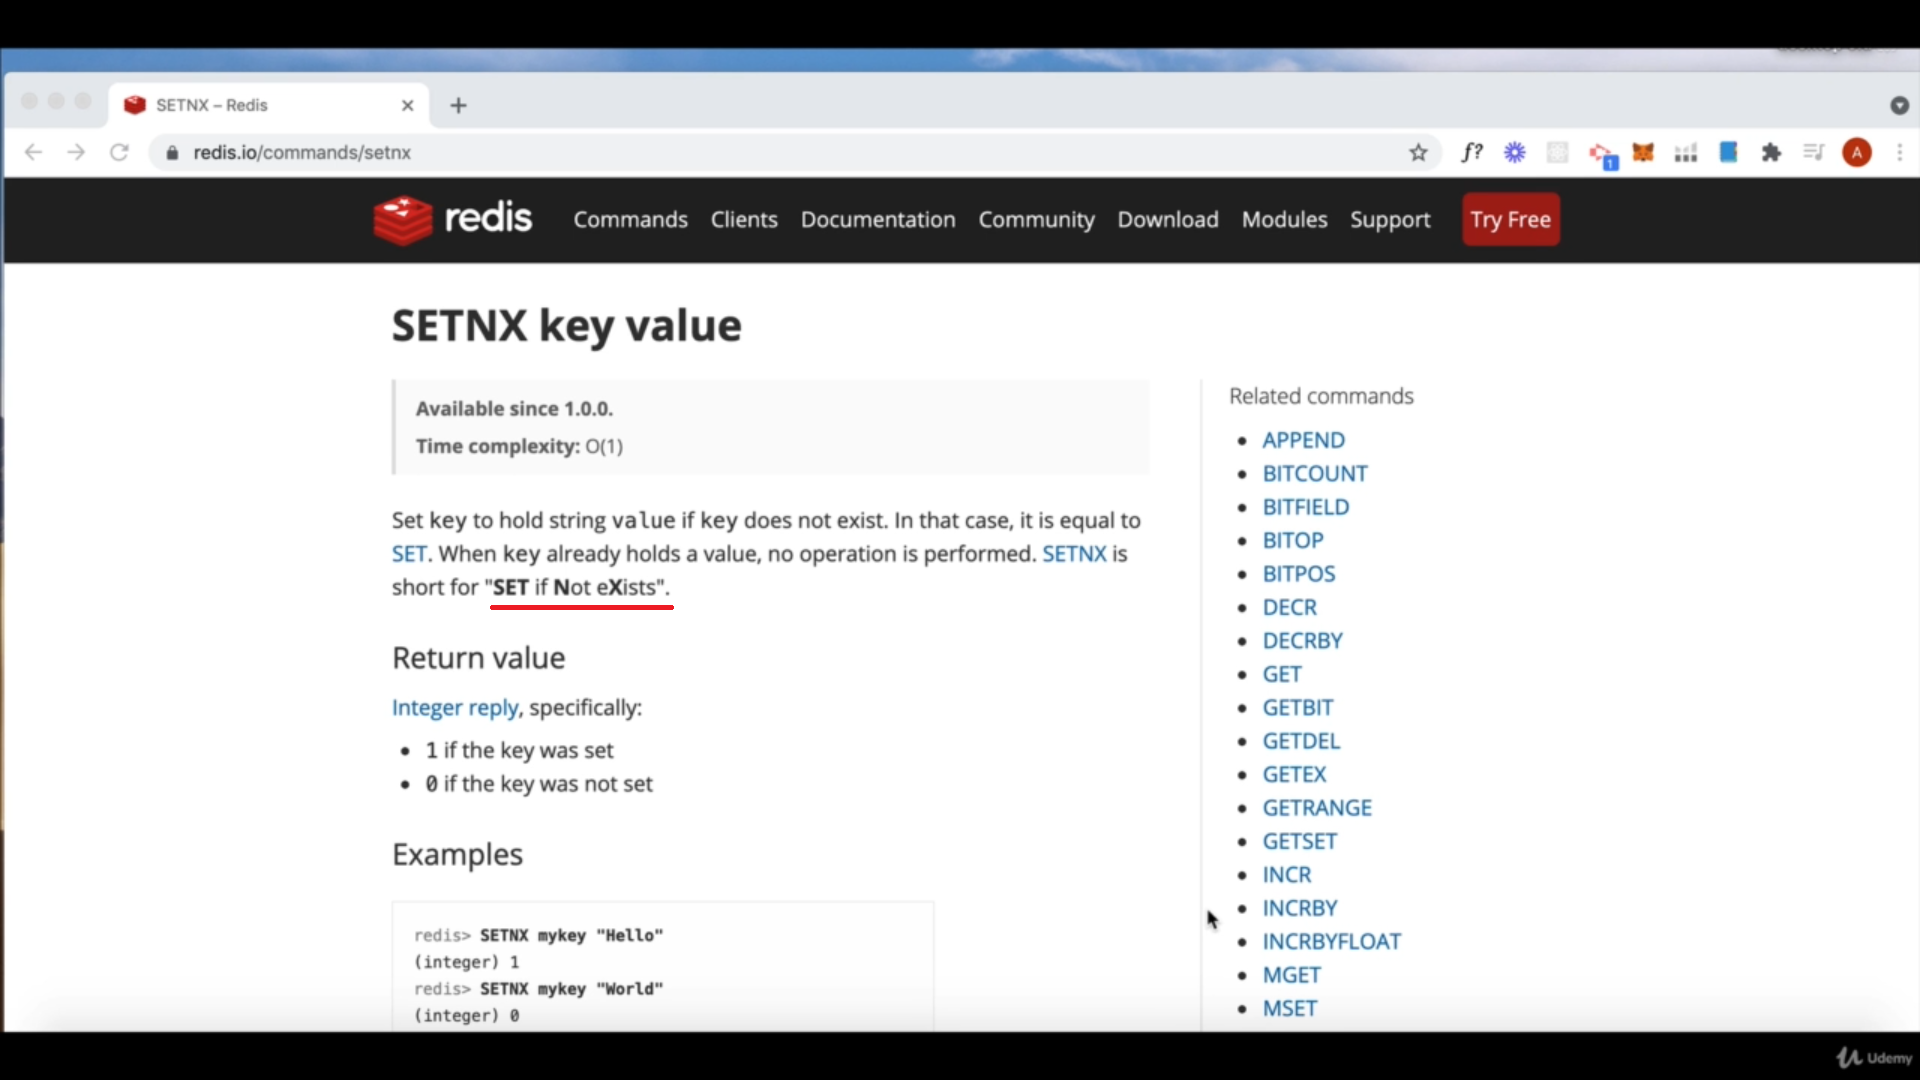 SETNX – Redis
redis.io/commands/setnx
f?
1
A
redis
Commands Clients Documentation Community Download Modules Support Try Free
SETNX key value
Available since 1.0.0.
Time complexity: O(1)
Set key to hold string value if key does not exist. In that case, it is equal to
SET. When key already holds a value, no operation is performed. SETNX is
short for "SET if Not eXists".
Return value
Integer reply, specifically:
1 if the key was set
0 if the key was not set
Examples
redis> SETNX mykey "Hello"
(integer) 1
redis> SETNX mykey "World"
(integer) 0
Related commands
APPEND
BITCOUNT
BITFIELD
BITOP
BITPOS
DECR
DECRBY
GET
GETBIT
GETDEL
GETEX
GETRANGE
GETSET
INCR
INCRBY
INCRBYFLOAT
MGET
MSET
Udemy